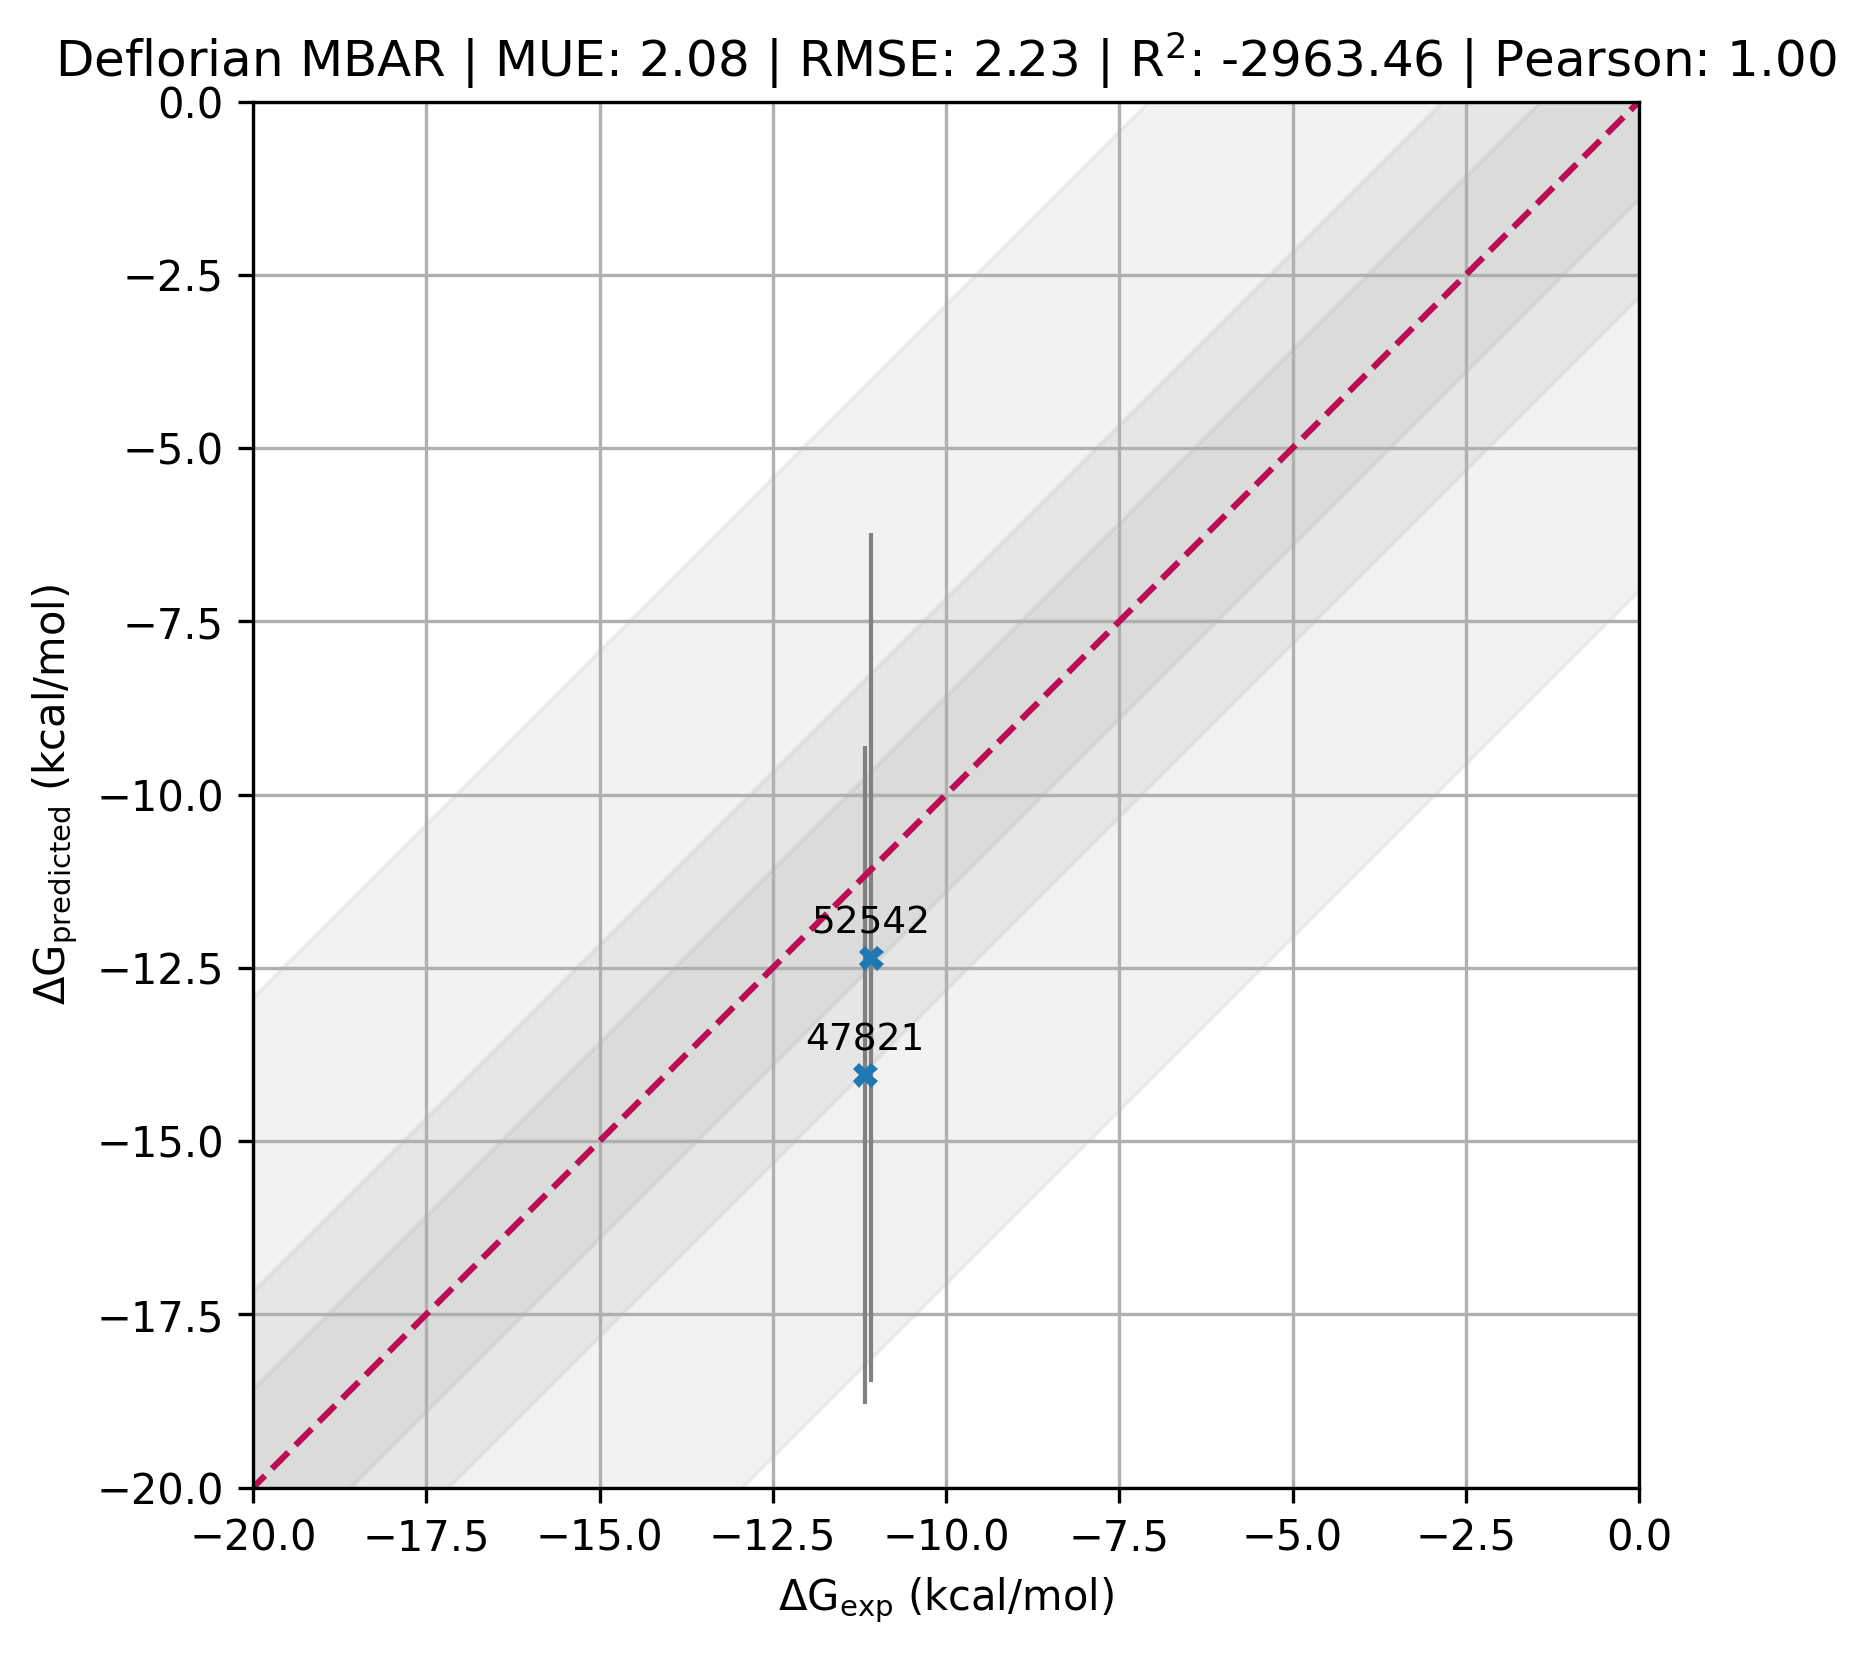 Deflorian MBAR | MUE: 2.08 | RMSE: 2.23 | R²: -2963.46 | Pearson: 1.00
0.0
−2.5
−5.0
−7.5
−10.0
−12.5
−15.0
−17.5
−20.0
ΔGpredicted (kcal/mol)
52542
47821
−20.0 −17.5 −15.0 −12.5 −10.0 −7.5 −5.0 −2.5 0.0
ΔGexp (kcal/mol)